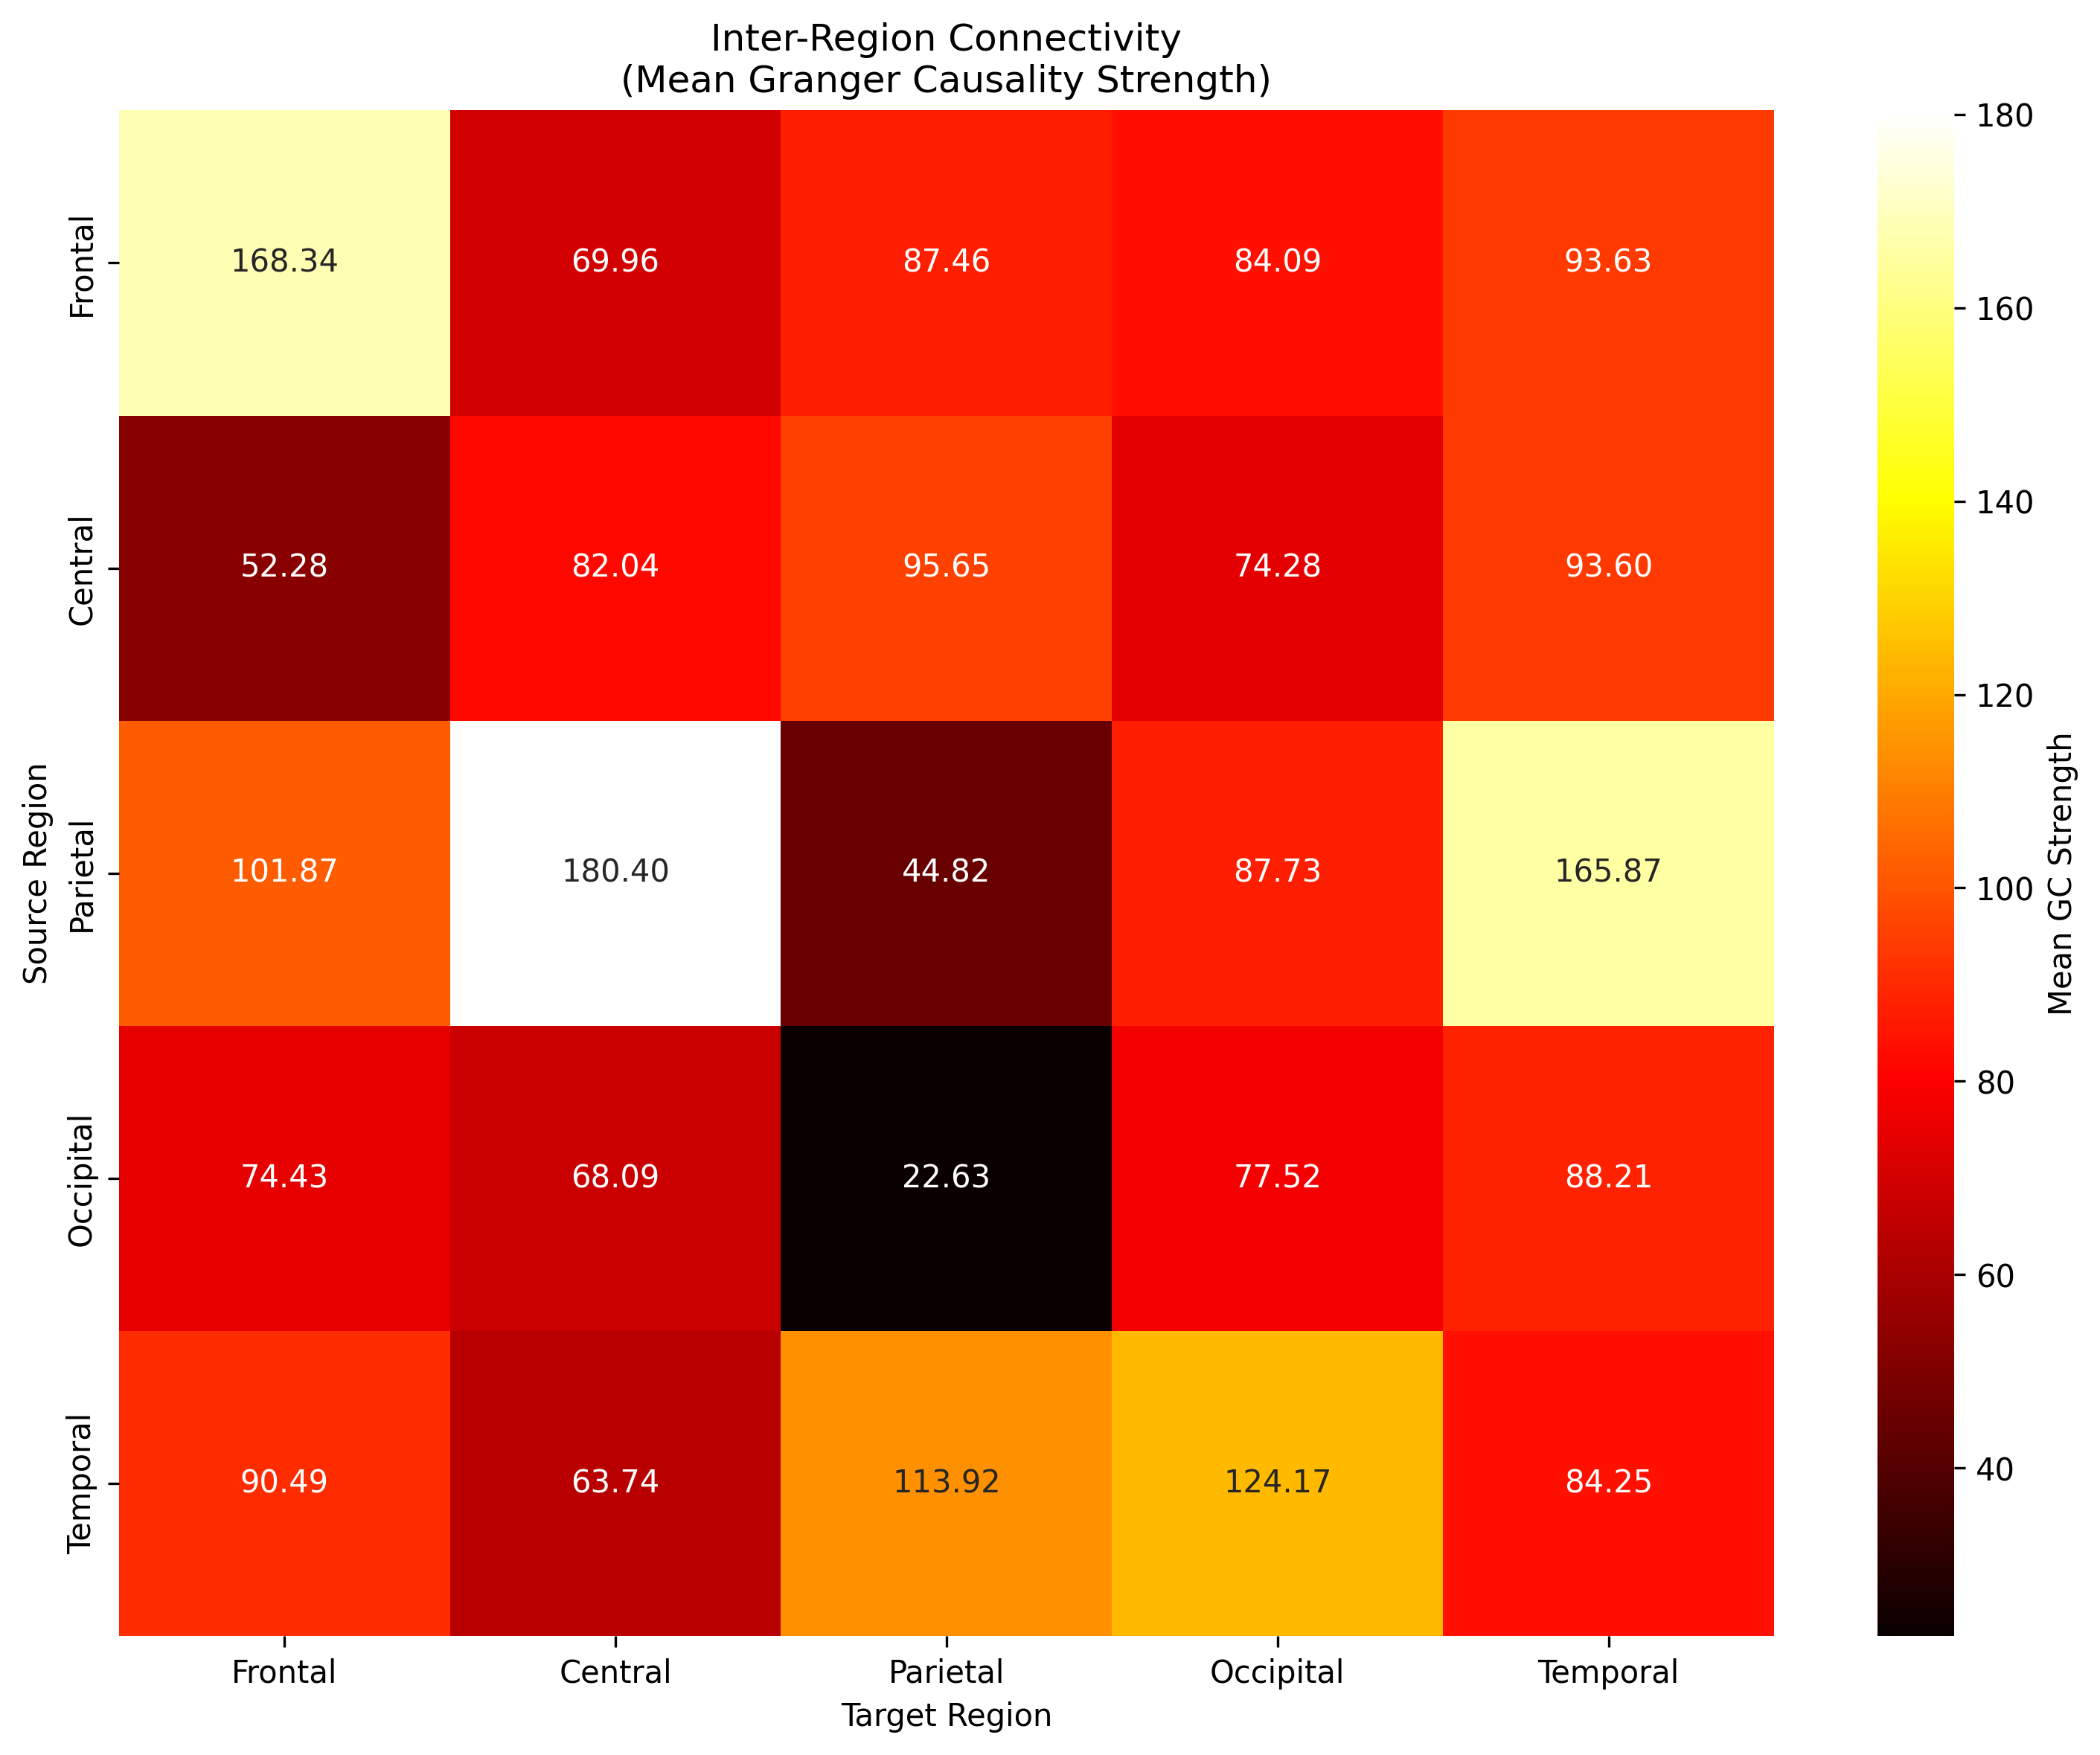 Inter-Region Connectivity
(Mean Granger Causality Strength)
Source Region
Frontal
168.34 69.96 87.46 84.09 93.63
Central
52.28 82.04 95.65 74.28 93.60
Parietal
101.87 180.40 44.82 87.73 165.87
Occipital
74.43 68.09 22.63 77.52 88.21
Temporal
90.49 63.74 113.92 124.17 84.25
Frontal Central Parietal Occipital Temporal
Target Region
180
160
140
120
100
80
60
40
Mean GC Strength